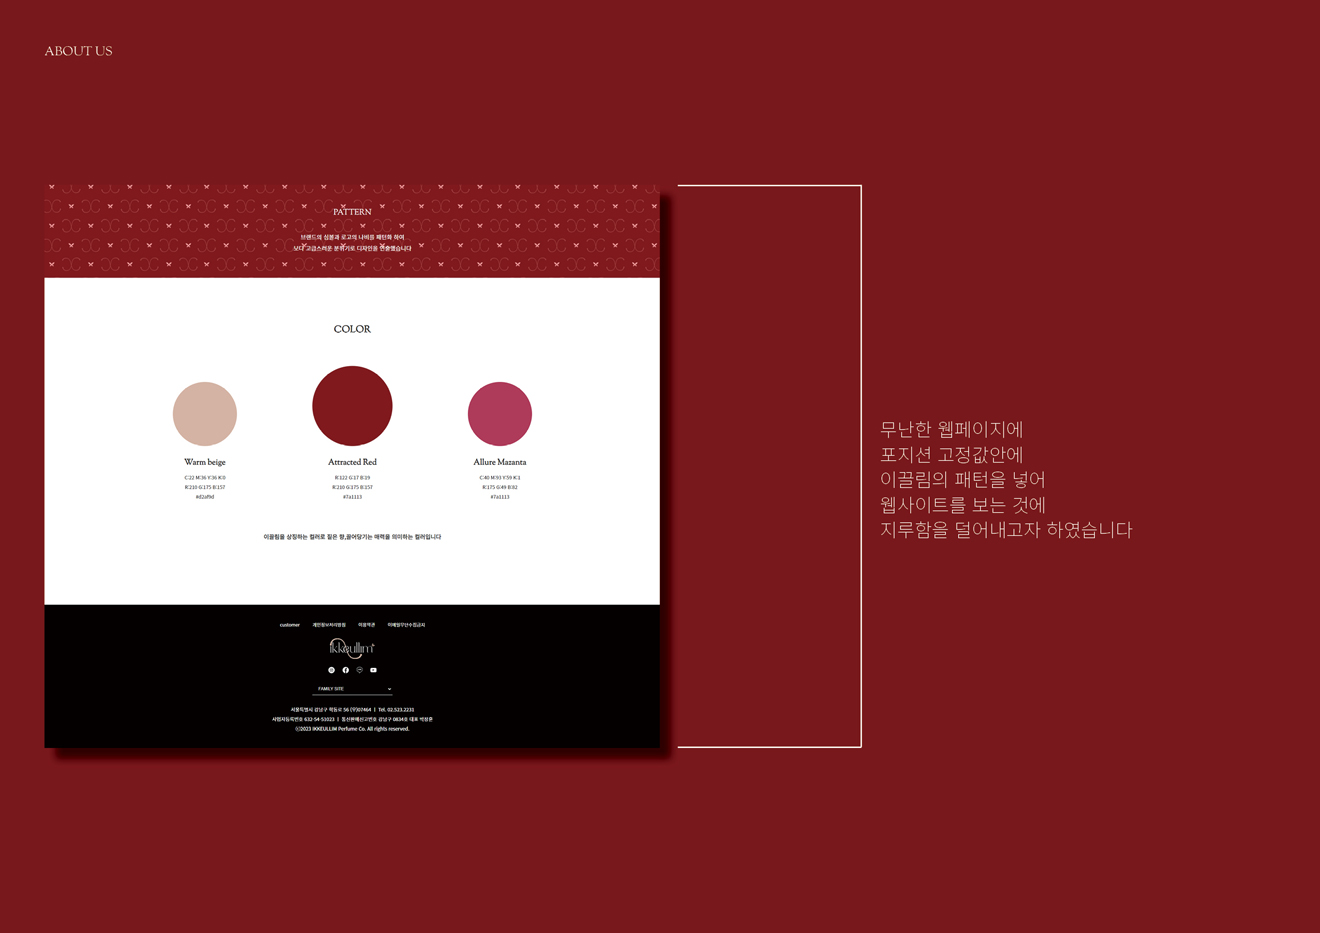 ABOUT US
PATTERN
브랜드의 심볼과 로고의 나비를 패턴화 하여
보다 고급스러운 분위기로 디자인을 연출했습니다
COLOR
Warm beige
C:22 M:36 Y:36 K:0
R:210 G:175 B:157
#d2af9d
Attracted Red
R:122 G:17 B:19
R:210 G:175 B:157
#7a1113
Allure Mazanta
C:40 M:93 Y:59 K:1
R:175 G:49 B:82
#7a1113
이끌림을 상징하는 컬러로 짙은 향,끌어당기는 매력을 의미하는 컬러입니다
customer 개인정보처리방침 이용약관 이메일무단수집금지
ikkeullim
FAMILY SITE
서울특별시 강남구 학동로 56 (우)07464 | Tel. 02.523.2231
사업자등록번호 632-54-51023 | 통신판매신고번호 강남구 0834호 대표 박장훈
ⓒ2023 IKKEULLIM Perfume Co. All rights reserved.
무난한 웹페이지에
포지션 고정값안에
이끌림의 패턴을 넣어
웹사이트를 보는 것에
지루함을 덜어내고자 하였습니다